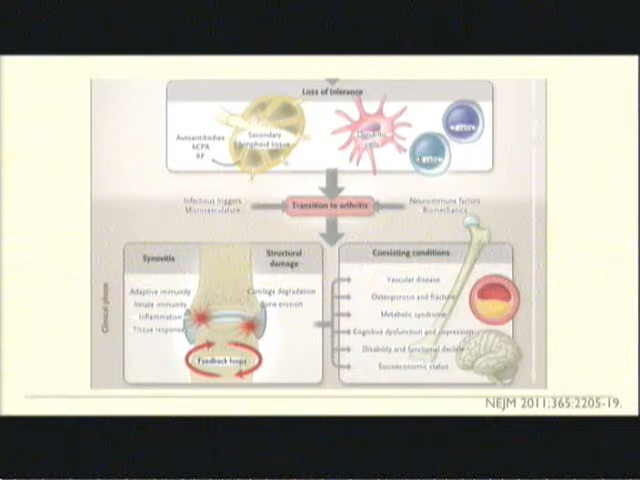 Loss of tolerance
Autoantibodies
ACPA
RF
Secondary
lymphoid tissue
Dendritic
cells
Infectious triggers
Microvasculature
Transition to arthritis
Neuroimmune factors
Biomechanics
Clinical phase
Synovitis
Adaptive immunity
Innate immunity
Inflammation
Tissue response
Structural
damage
Cartilage degradation
Bone erosion
Feedback loops
Coexisting conditions
Vascular disease
Osteoporosis and fracture
Metabolic syndrome
Cognitive dysfunction and depression
Disability and functional decline
Socioeconomic status
NEJM 2011;365:2205-19.